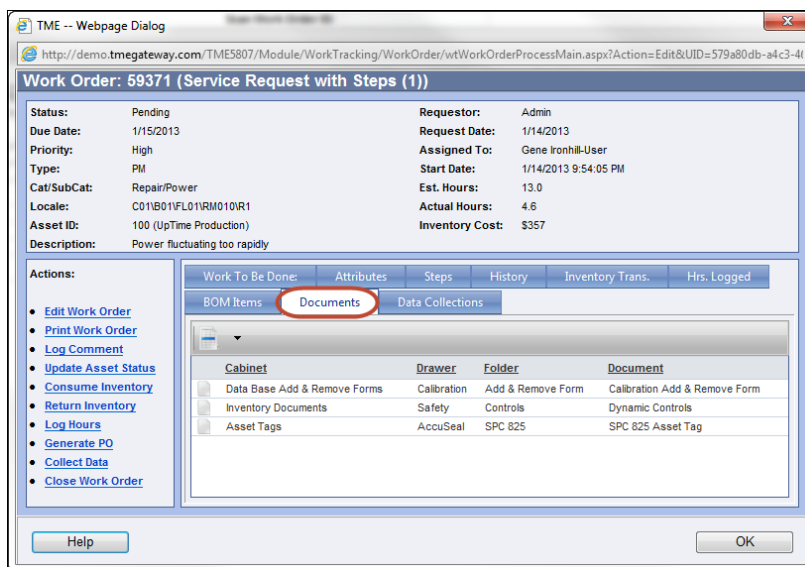 TME -- Webpage Dialog
http://demo.tmegateway.com/TME5807/Module/WorkTracking/WorkOrder/wtWorkOrderProcessMain.aspx?Action=Edit&UID=579a80db-a4c3-4
Work Order: 59371 (Service Request with Steps (1))
Status: Pending Requestor: Admin
Due Date: 1/15/2013 Request Date: 1/14/2013
Priority: High Assigned To: Gene Ironhill-User
Type: PM Start Date: 1/14/2013 9:54:05 PM
Cat/SubCat: Repair/Power Est. Hours: 13.0
Locale: C01\B01\FL01\RM010\R1 Actual Hours: 4.6
Asset ID: 100 (UpTime Production) Inventory Cost: $357
Description: Power fluctuating too rapidly
Actions:
Edit Work Order
Print Work Order
Log Comment
Update Asset Status
Consume Inventory
Return Inventory
Log Hours
Generate PO
Collect Data
Close Work Order
Work To Be Done: Attributes Steps History Inventory Trans. Hrs. Logged
BOM Items Documents Data Collections
Cabinet Drawer Folder Document
Data Base Add & Remove Forms Calibration Add & Remove Form Calibration Add & Remove Form
Inventory Documents Safety Controls Dynamic Controls
Asset Tags AccuSeal SPC 825 SPC 825 Asset Tag
Help OK